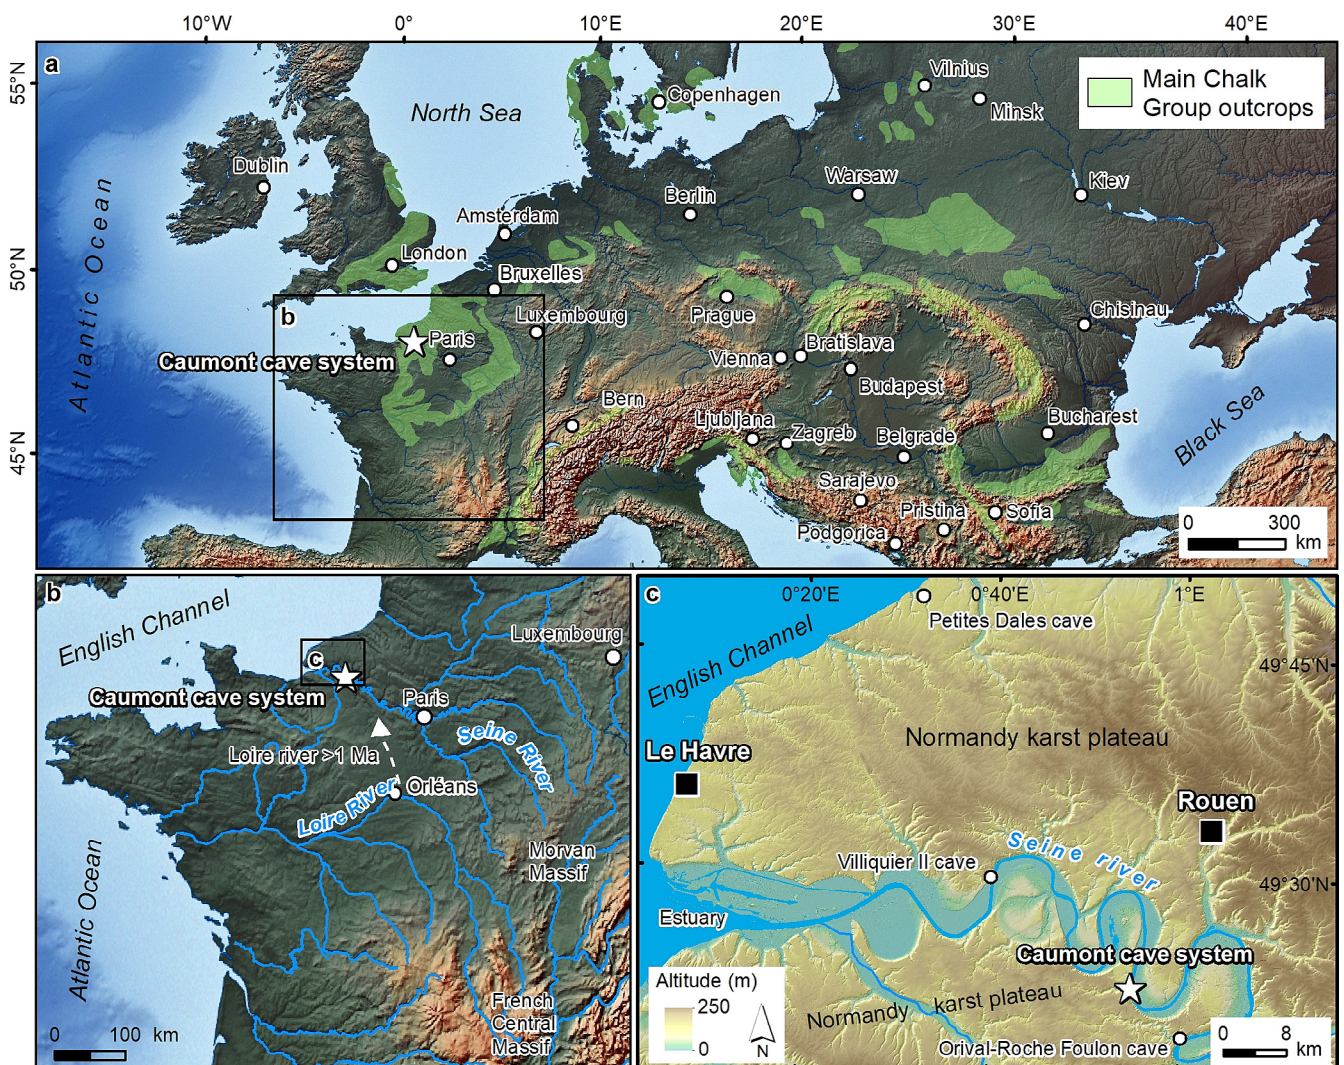 10°W 0° 10°E 20°E 30°E 40°E
55°N
50°N
45°N
a
Main Chalk
Group outcrops
North Sea
Atlantic Ocean
Black Sea
Dublin
London
Amsterdam
Bruxelles
Copenhagen
Berlin
Warsaw
Vilnius
Minsk
Kiev
b
Luxembourg
Paris
Caumont cave system
Prague
Vienna
Bratislava
Budapest
Chisinau
Bern
Ljubljana
Zagreb
Belgrade
Bucharest
Sarajevo
Pristina
Sofia
Podgorica
0 300
km
b
English Channel
Luxembourg
c
Caumont cave system
Paris
Seine River
Loire river >1 Ma
Orléans
Loire River
Morvan
Massif
Atlantic Ocean
French
Central
Massif
0 100 km
c
0°20'E 0°40'E 1°E
49°45'N
49°30'N
Petites Dales cave
English Channel
Normandy karst plateau
Le Havre
Rouen
Seine river
Villiquier II cave
Estuary
Caumont cave system
Normandy karst plateau
Orival-Roche Foulon cave
Altitude (m)
250
0
N
0 8
km